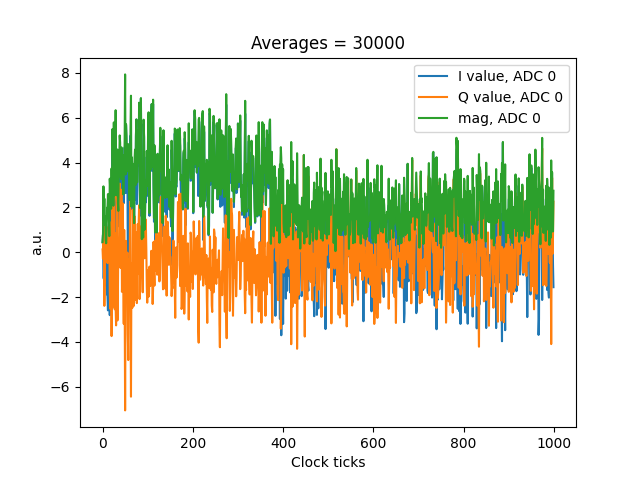 Averages = 30000
I value, ADC 0
Q value, ADC 0
mag, ADC 0
8
6
4
2
0
−2
−4
−6
a.u.
0
200
400
600
800
1000
Clock ticks